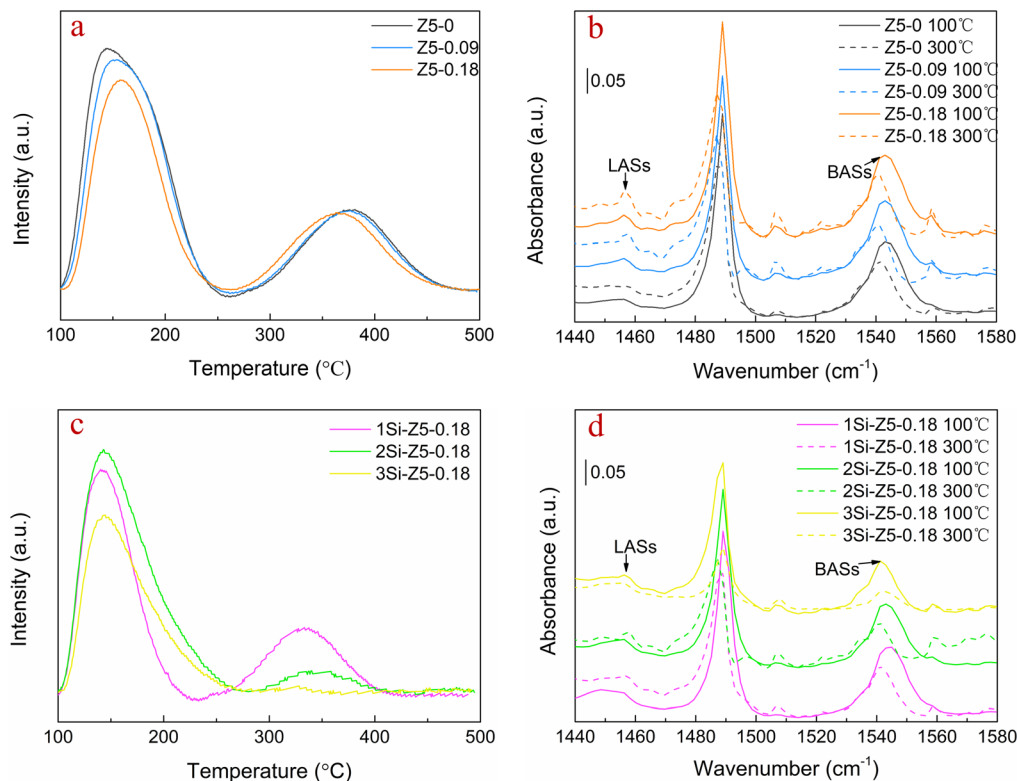 a
Z5-0
Z5-0.09
Z5-0.18
Intensity (a.u.)
100 200 300 400 500
Temperature (°C)
b
0.05
Z5-0 100℃
Z5-0 300℃
Z5-0.09 100℃
Z5-0.09 300℃
Z5-0.18 100℃
Z5-0.18 300℃
LASs
BASs
Absorbance (a.u.)
1440 1460 1480 1500 1520 1540 1560 1580
Wavenumber (cm-1)
c
1Si-Z5-0.18
2Si-Z5-0.18
3Si-Z5-0.18
Intensity (a.u.)
100 200 300 400 500
Temperature (°C)
d
0.05
1Si-Z5-0.18 100℃
1Si-Z5-0.18 300℃
2Si-Z5-0.18 100℃
2Si-Z5-0.18 300℃
3Si-Z5-0.18 100℃
3Si-Z5-0.18 300℃
LASs
BASs
Absorbance (a.u.)
1440 1460 1480 1500 1520 1540 1560 1580
Wavenumber (cm-1)